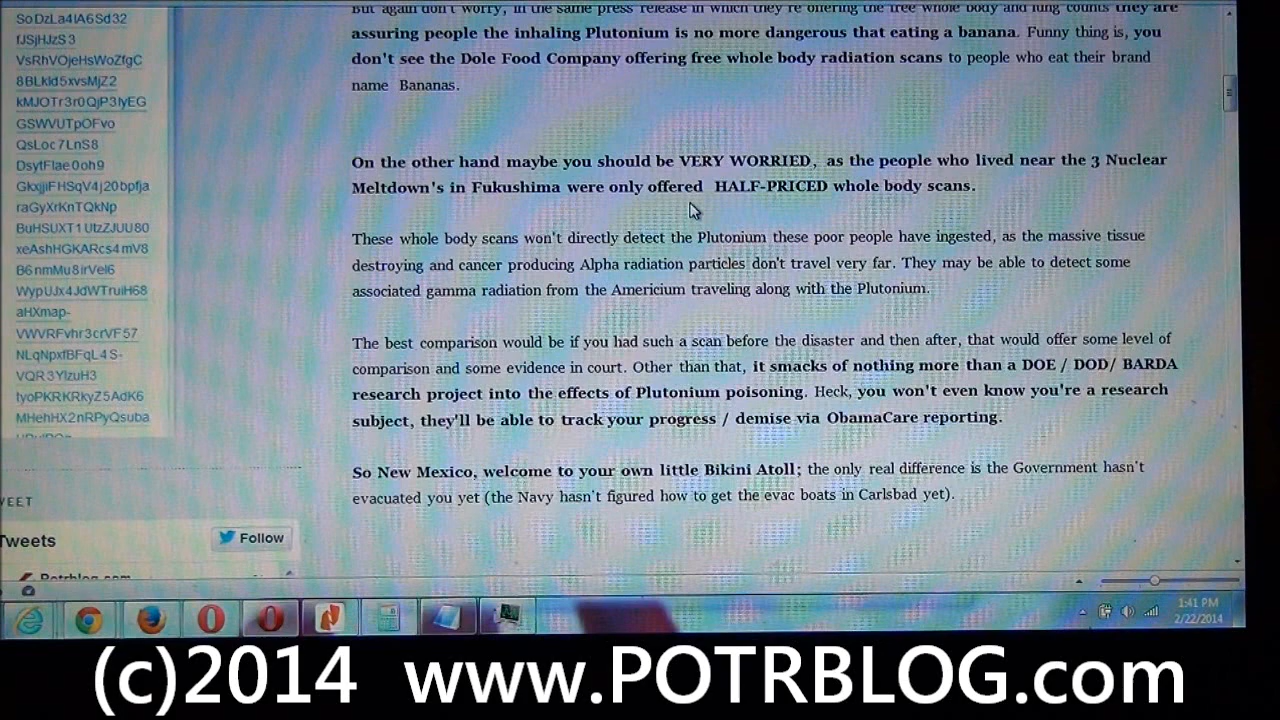 SoDzLa4IA6Sd32
fJSjHJzS3
VsRhVOjeHsWoZfgC
8BLkld5xvsMjZ2
kMJOTr3r0QjP3IyEG
GSWVUTpOFvo
QsLoc7LnS8
DsyfFlae0oh9
GkxjjiFHSqV4j20bpfja
raGyXrKnTQkNp
BuHSUXT1UtzZJUU80
xeAshHGKARcs4mV8
B6nmMu8irVel6
WypUJx4JdWTruiH68
aHXmap-
VWVRFvhr3crVF57
NLqNpxfBFqL4S-
VQR3YlzuH3
tyoPKRKRkyZ5AdK6
MHehHX2nRPyQsuba
WEET
Tweets
Follow
Potrblog.com
But again don't worry, in the same press release in which they're offering the free whole body and lung counts they are
assuring people the inhaling Plutonium is no more dangerous that eating a banana. Funny thing is, you
don't see the Dole Food Company offering free whole body radiation scans to people who eat their brand
name Bananas.
On the other hand maybe you should be VERY WORRIED, as the people who lived near the 3 Nuclear
Meltdown's in Fukushima were only offered HALF-PRICED whole body scans.
These whole body scans won't directly detect the Plutonium these poor people have ingested, as the massive tissue
destroying and cancer producing Alpha radiation particles don't travel very far. They may be able to detect some
associated gamma radiation from the Americium traveling along with the Plutonium.
The best comparison would be if you had such a scan before the disaster and then after, that would offer some level of
comparison and some evidence in court. Other than that, it smacks of nothing more than a DOE / DOD/ BARDA
research project into the effects of Plutonium poisoning. Heck, you won't even know you're a research
subject, they'll be able to track your progress / demise via ObamaCare reporting.
So New Mexico, welcome to your own little Bikini Atoll; the only real difference is the Government hasn't
evacuated you yet (the Navy hasn't figured how to get the evac boats in Carlsbad yet).
1:41 PM
2/22/2014
(c)2014 www.POTRBLOG.com